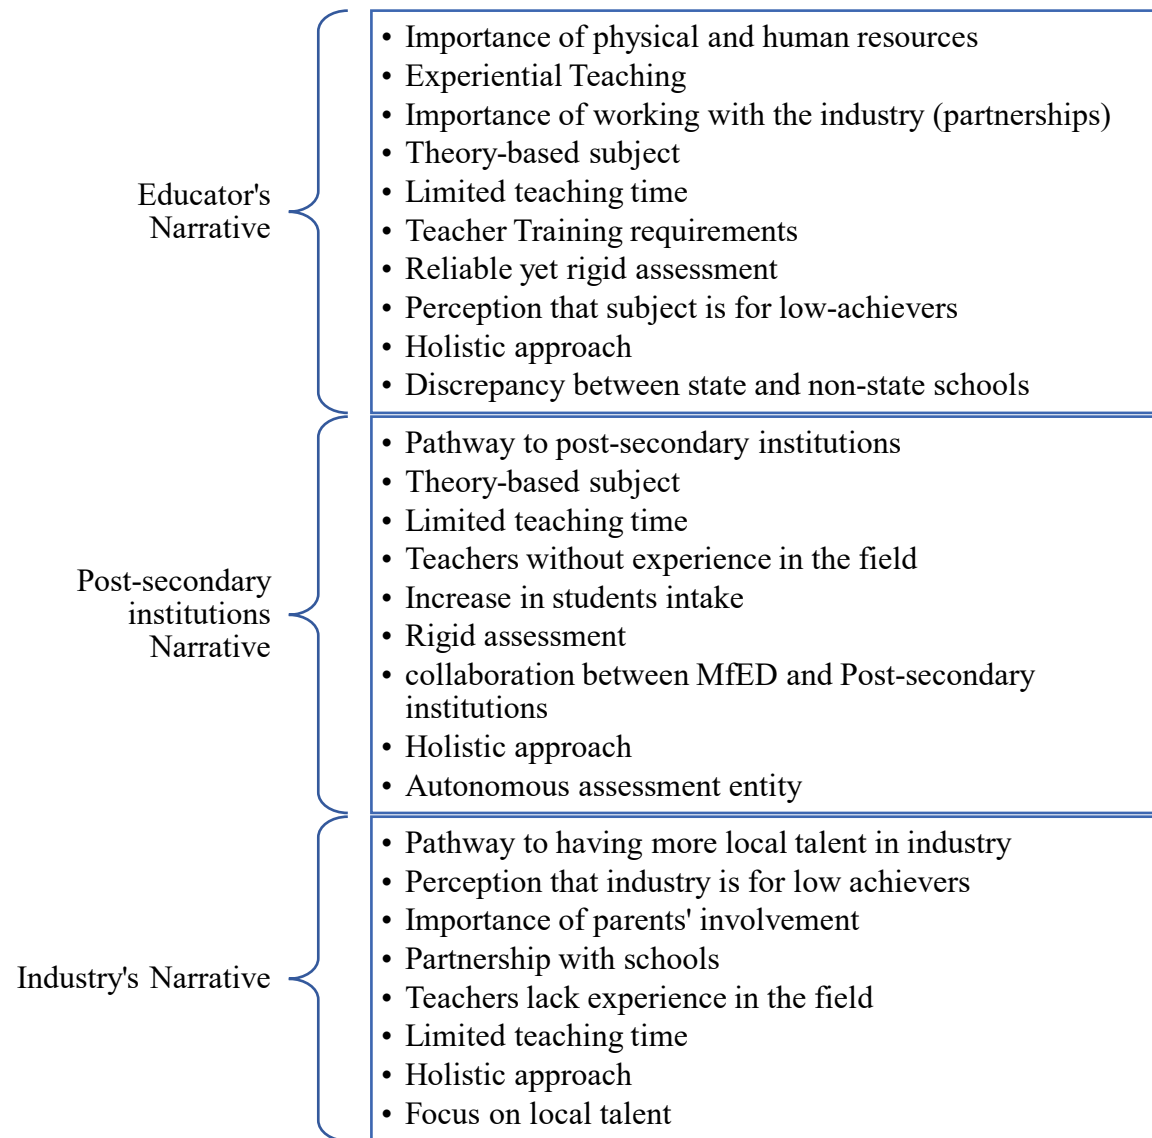 Educator's
Narrative
• Importance of physical and human resources
• Experiential Teaching
• Importance of working with the industry (partnerships)
• Theory-based subject
• Limited teaching time
• Teacher Training requirements
• Reliable yet rigid assessment
• Perception that subject is for low-achievers
• Holistic approach
• Discrepancy between state and non-state schools
Post-secondary
institutions
Narrative
• Pathway to post-secondary institutions
• Theory-based subject
• Limited teaching time
• Teachers without experience in the field
• Increase in students intake
• Rigid assessment
• collaboration between MfED and Post-secondary
institutions
• Holistic approach
• Autonomous assessment entity
Industry's Narrative
• Pathway to having more local talent in industry
• Perception that industry is for low achievers
• Importance of parents' involvement
• Partnership with schools
• Teachers lack experience in the field
• Limited teaching time
• Holistic approach
• Focus on local talent